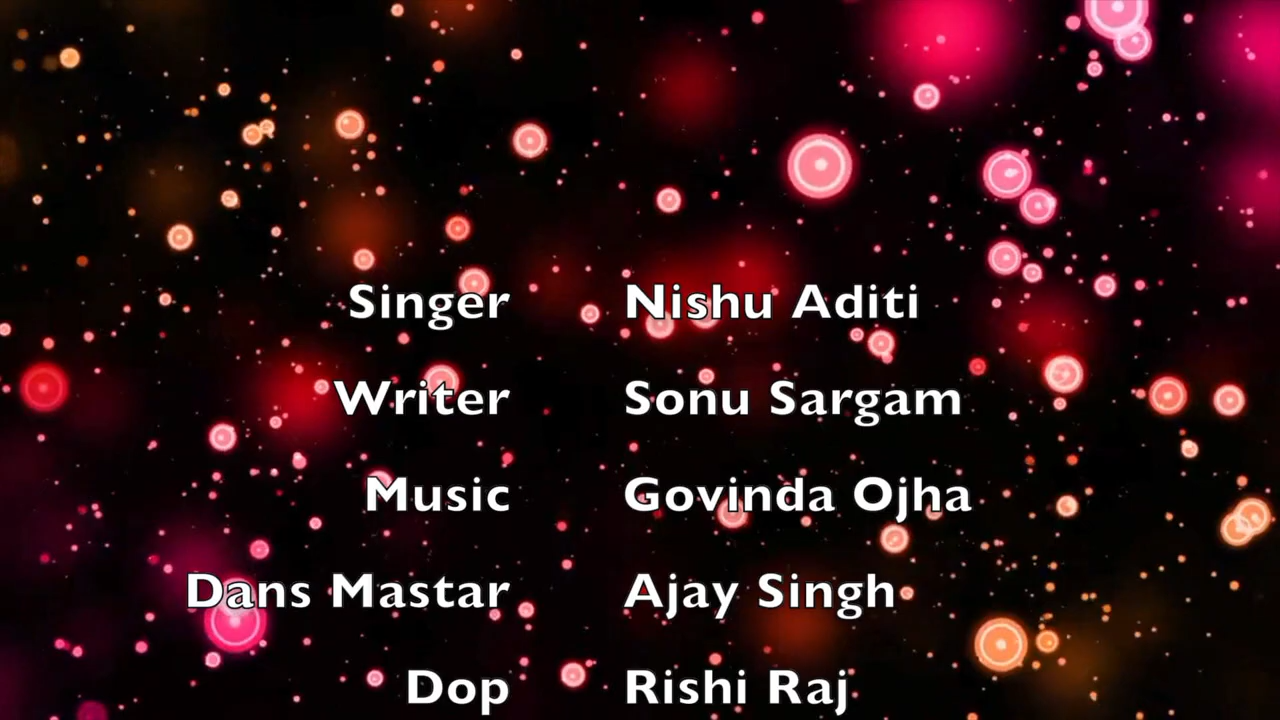 Singer Nishu Aditi
Writer Sonu Sargam
Music Govinda Ojha
Dans Mastar Ajay Singh
Dop Rishi Raj